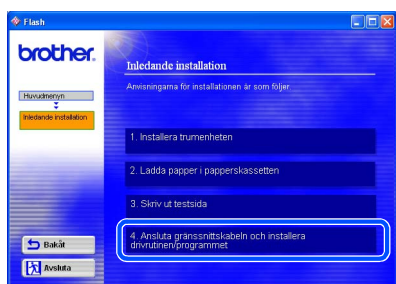 Flash
brother.
Huvudmenyn
Inledande installation
Inledande installation
Anvisningarna för installationen är som följer
1. Installera trumenheten
2. Ladda papper i papperskassetten
3. Skriv ut testsida
4. Ansluta gränssnittskabeln och installera
drivrutinen/programmet
Bakåt
Avsluta